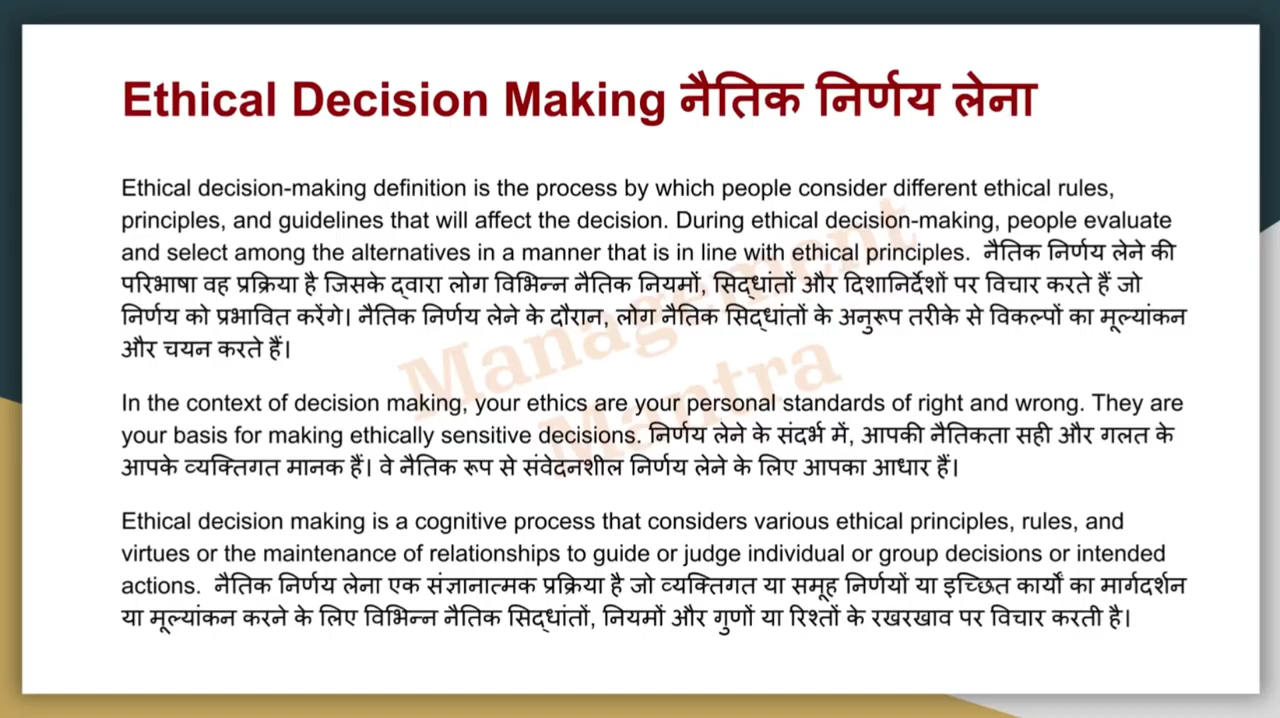 Ethical Decision Making नैतिक निर्णय लेना
Ethical decision-making definition is the process by which people consider different ethical rules,
principles, and guidelines that will affect the decision. During ethical decision-making, people evaluate
and select among the alternatives in a manner that is in line with ethical principles. नैतिक निर्णय लेने की
परिभाषा वह प्रक्रिया है जिसके द्वारा लोग विभिन्न नैतिक नियमों, सिद्धांतों और दिशानिर्देशों पर विचार करते हैं जो
निर्णय को प्रभावित करेंगे। नैतिक निर्णय लेने के दौरान, लोग नैतिक सिद्धांतों के अनुरूप तरीके से विकल्पों का मूल्यांकन
और चयन करते हैं।
In the context of decision making, your ethics are your personal standards of right and wrong. They are
your basis for making ethically sensitive decisions. निर्णय लेने के संदर्भ में, आपकी नैतिकता सही और गलत के
आपके व्यक्तिगत मानक हैं। वे नैतिक रूप से संवेदनशील निर्णय लेने के लिए आपका आधार हैं।
Ethical decision making is a cognitive process that considers various ethical principles, rules, and
virtues or the maintenance of relationships to guide or judge individual or group decisions or intended
actions. नैतिक निर्णय लेना एक संज्ञानात्मक प्रक्रिया है जो व्यक्तिगत या समूह निर्णयों या इच्छित कार्यों का मार्गदर्शन
या मूल्यांकन करने के लिए विभिन्न नैतिक सिद्धांतों, नियमों और गुणों या रिश्तों के रखरखाव पर विचार करती है।
Management
Mantra